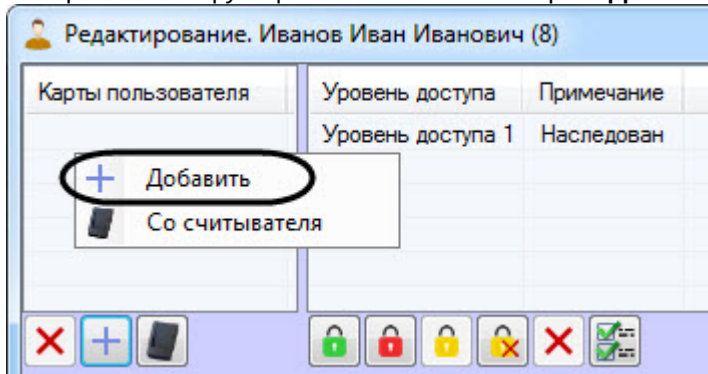 Редактирование. Иванов Иван Иванович (8)
Карты пользователя Уровень доступа Примечание
Уровень доступа 1 Наследован
Добавить
Со считывателя